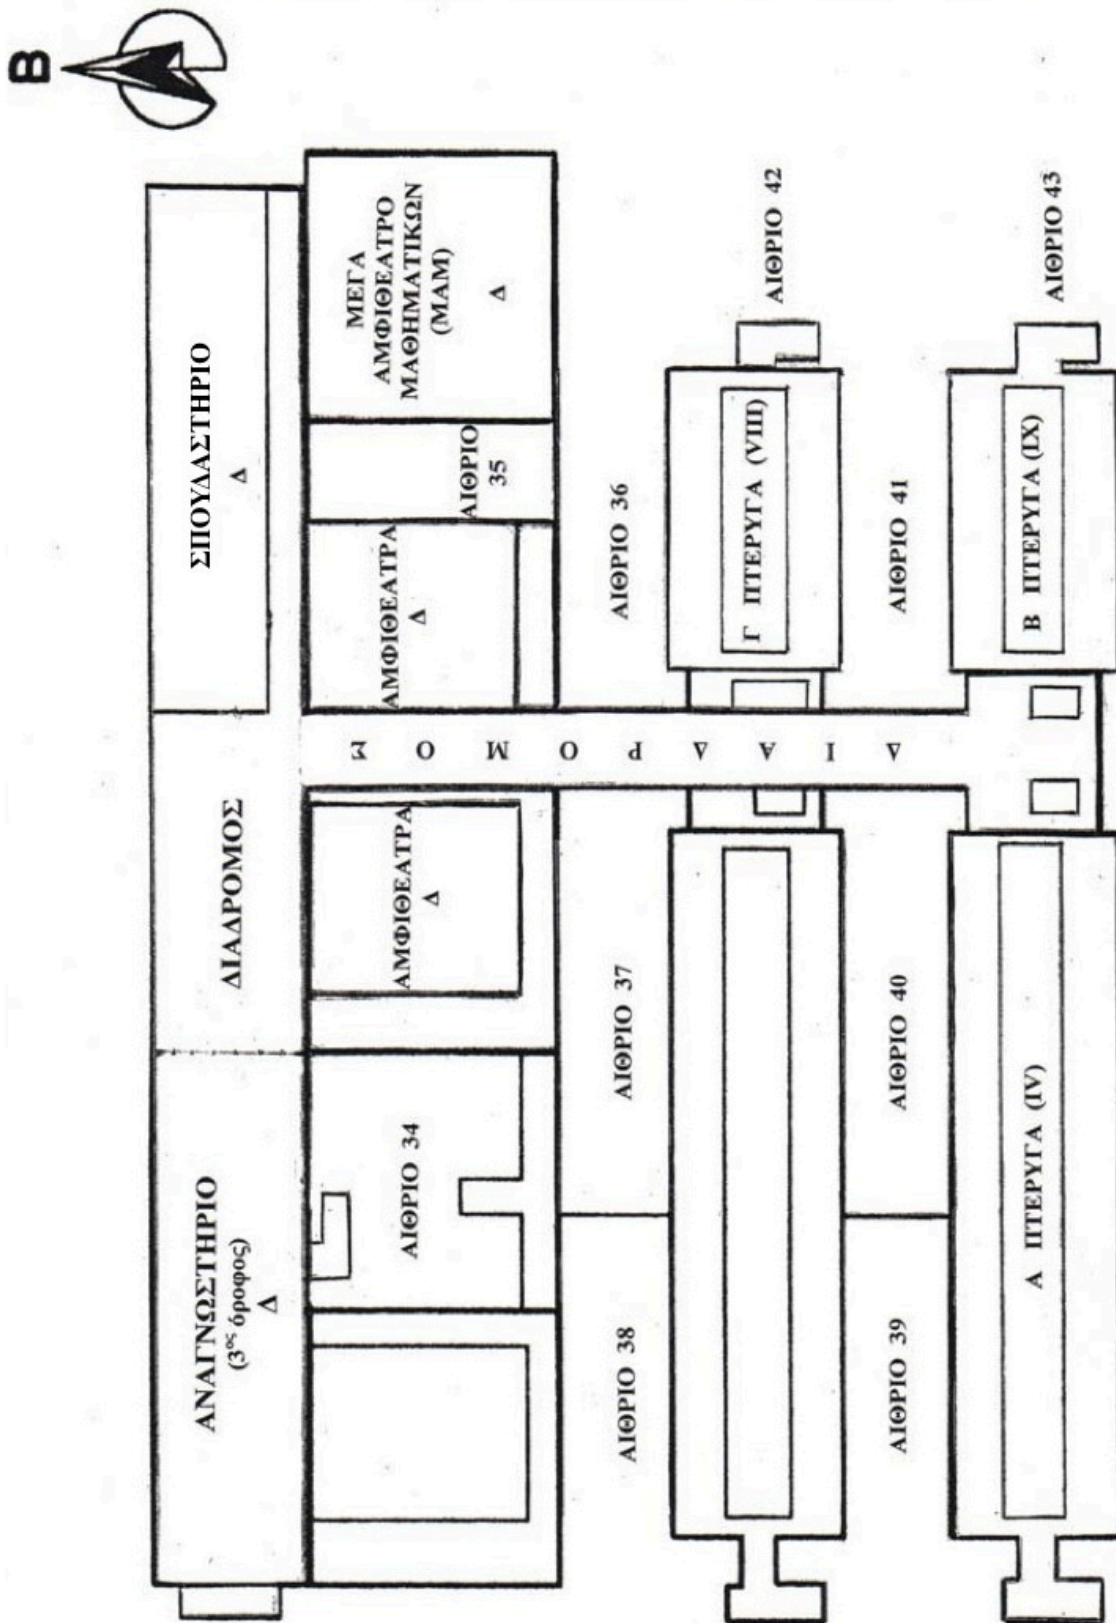 Β
ΑΝΑΓΝΩΣΤΗΡΙΟ
(3ος όροφος)
Δ
ΔΙΑΔΡΟΜΟΣ
ΣΠΟΥΔΑΣΤΗΡΙΟ
Δ
ΑΙΘΡΙΟ 34
ΑΜΦΙΘΕΑΤΡΑ
Δ
ΑΜΦΙΘΕΑΤΡΑ
Δ
ΑΙΘΡΙΟ
35
ΜΕΓΑ
ΑΜΦΙΘΕΑΤΡΟ
ΜΑΘΗΜΑΤΙΚΩΝ
(ΜΑΜ)
Δ
ΔΙΑΔΡΟΜΟΣ
ΑΙΘΡΙΟ 38
ΑΙΘΡΙΟ 37
ΑΙΘΡΙΟ 36
Γ ΠΤΕΡΥΓΑ (VIII)
ΑΙΘΡΙΟ 42
ΑΙΘΡΙΟ 39
ΑΙΘΡΙΟ 40
ΑΙΘΡΙΟ 41
Α ΠΤΕΡΥΓΑ (IV)
Β ΠΤΕΡΥΓΑ (IX)
ΑΙΘΡΙΟ 43